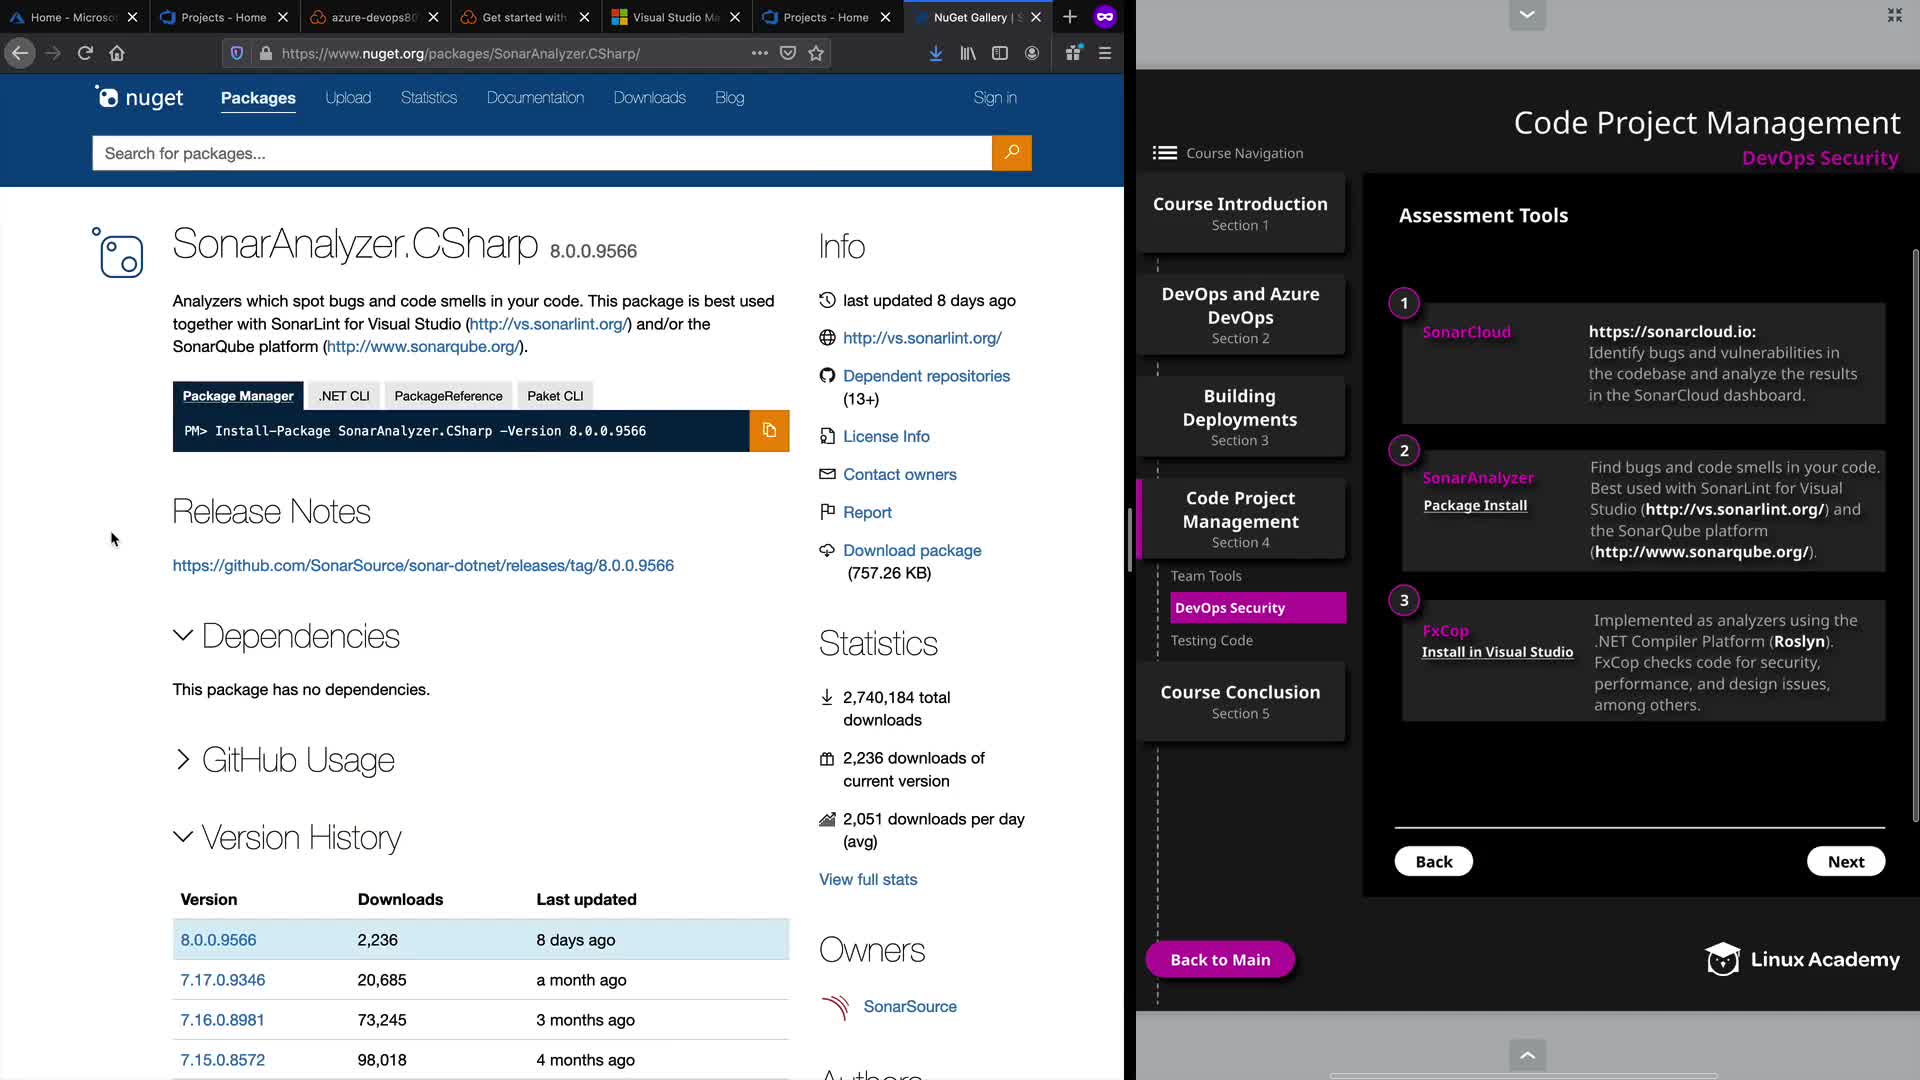 Home - Microso
Projects - Home
azure-devops80
Get started with
Visual Studio Ma
Projects - Home
NuGet Gallery | S
https://www.nuget.org/packages/SonarAnalyzer.CSharp/
nuget
Packages
Upload
Statistics
Documentation
Downloads
Blog
Sign in
Search for packages...
SonarAnalyzer.CSharp 8.0.0.9566
Analyzers which spot bugs and code smells in your code. This package is best used
together with SonarLint for Visual Studio (http://vs.sonarlint.org/) and/or the
SonarQube platform (http://www.sonarqube.org/).
Package Manager
.NET CLI
PackageReference
Paket CLI
PM> Install-Package SonarAnalyzer.CSharp -Version 8.0.0.9566
Release Notes
https://github.com/SonarSource/sonar-dotnet/releases/tag/8.0.0.9566
Dependencies
This package has no dependencies.
GitHub Usage
Version History
Version Downloads Last updated
8.0.0.9566 2,236 8 days ago
7.17.0.9346 20,685 a month ago
7.16.0.8981 73,245 3 months ago
7.15.0.8572 98,018 4 months ago
Info
last updated 8 days ago
http://vs.sonarlint.org/
Dependent repositories
(13+)
License Info
Contact owners
Report
Download package
(757.26 KB)
Statistics
2,740,184 total
downloads
2,236 downloads of
current version
2,051 downloads per day
(avg)
View full stats
Owners
SonarSource
Authors
Code Project Management
DevOps Security
Course Navigation
Course Introduction
Section 1
DevOps and Azure
DevOps
Section 2
Building
Deployments
Section 3
Code Project
Management
Section 4
Team Tools
DevOps Security
Testing Code
Course Conclusion
Section 5
Back to Main
Assessment Tools
1
SonarCloud
https://sonarcloud.io:
Identify bugs and vulnerabilities in
the codebase and analyze the results
in the SonarCloud dashboard.
2
SonarAnalyzer
Package Install
Find bugs and code smells in your code.
Best used with SonarLint for Visual
Studio (http://vs.sonarlint.org/) and
the SonarQube platform
(http://www.sonarqube.org/).
3
FxCop
Install in Visual Studio
Implemented as analyzers using the
.NET Compiler Platform (Roslyn).
FxCop checks code for security,
performance, and design issues,
among others.
Back
Next
Linux Academy